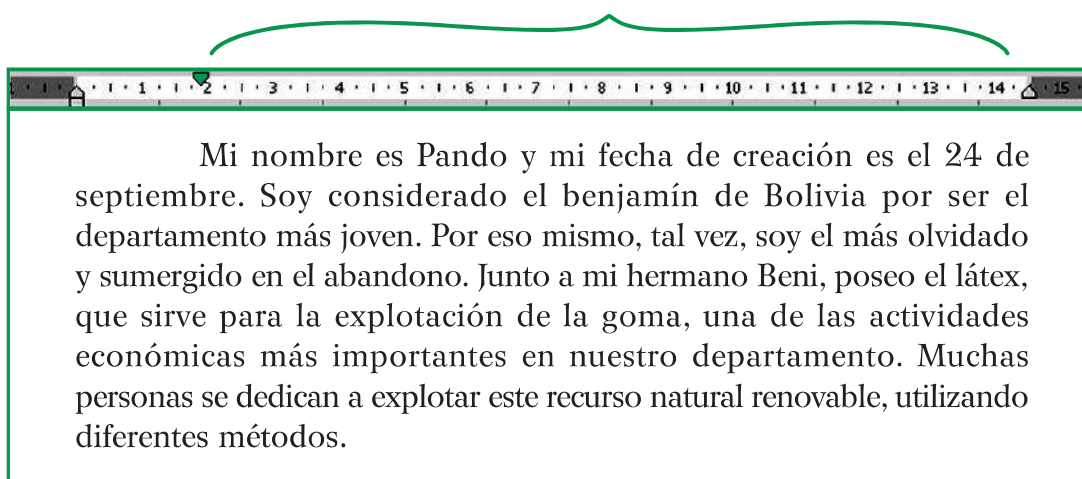 1 2 3 4 5 6 7 8 9 10 11 12 13 14 15
Mi nombre es Pando y mi fecha de creación es el 24 de
septiembre. Soy considerado el benjamín de Bolivia por ser el
departamento más joven. Por eso mismo, tal vez, soy el más olvidado
y sumergido en el abandono. Junto a mi hermano Beni, poseo el látex,
que sirve para la explotación de la goma, una de las actividades
económicas más importantes en nuestro departamento. Muchas
personas se dedican a explotar este recurso natural renovable, utilizando
diferentes métodos.